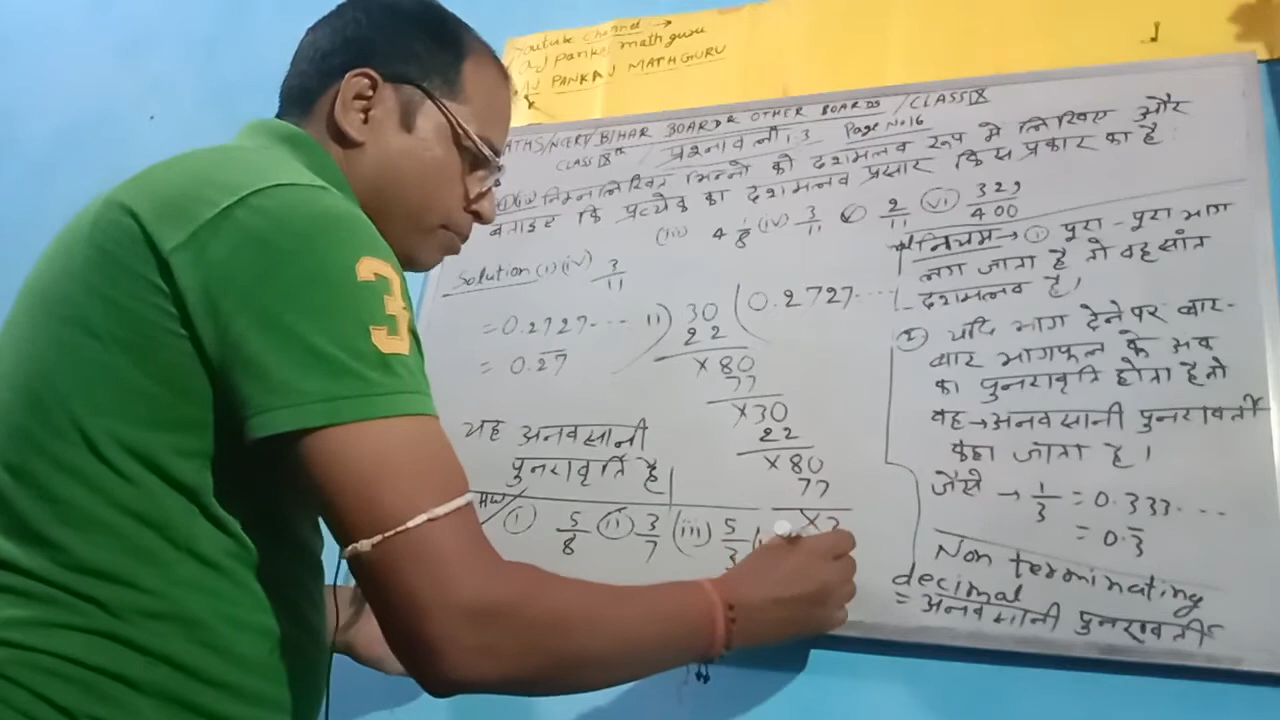 Youtube Channel →
@J Pankaj math guru
AJ PANKAJ MATHGURU
MATHS/NCERT/BIHAR BOARD & OTHER BOARDS / CLASS IX
CLASS IX प्रश्नावली 1.3 Page No 16
निम्नलिखित भिन्नों को दशमलव रूप में लिखिए और
बताइए कि प्रत्येक का दशमलव प्रसार किस प्रकार का है
(iii) 4 1/8 (iv) 3/11 (v) 2/11 (vi) 329/400
Solution (i) (iv) 3/11
= 0.2727....
= 0.27̅
11) 30 (0.2727....
22
×80
77
×30
22
×80
77
×3
यह अनवसानी
पुनरावृर्ति है|
HW
(i) 5/8 (ii) 3/7 (iii) 5/3
नियम → (1) पूरा-पूरा भाग
लग जाता है तो वह सांत
दशमलव है।
(2) यदि भाग देने पर बार-
बार भागफल के अंक
का पुनरावृति होता है तो
वह → अनवसानी पुनरावर्ती
कहा जाता है।
जैसे → 1/3 = 0.333....
= 0.3̅
Non terminating
decimal
= अनवसानी पुनरावर्ती
3